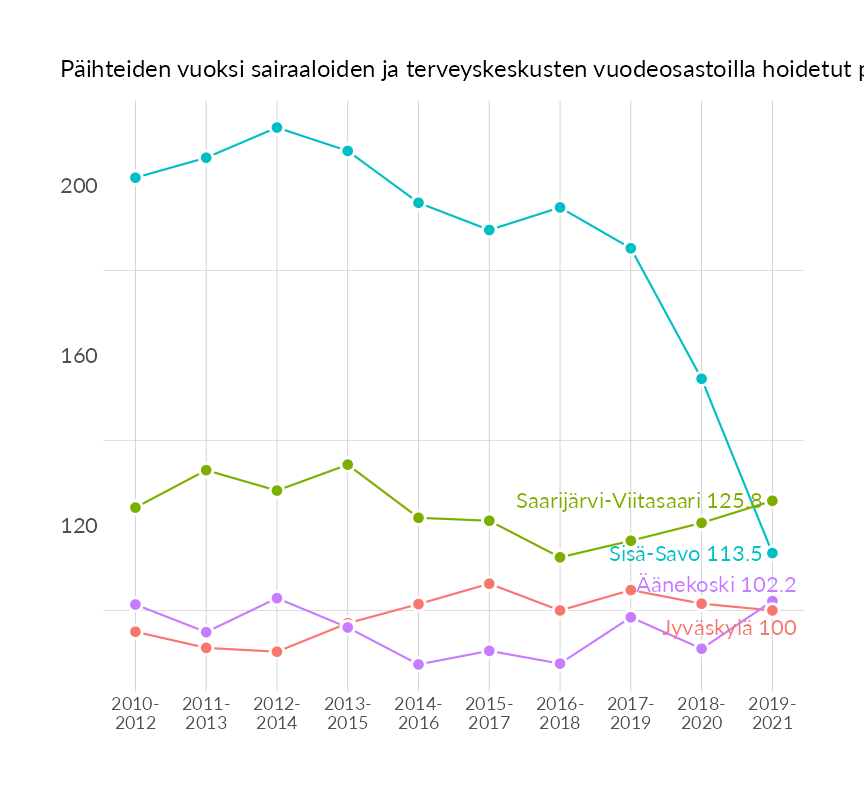 Päihteiden vuoksi sairaaloiden ja terveyskeskusten vuodeosastoilla hoidetut
200
160
120
Saarijärvi-Viitasaari 125.8
Sisä-Savo 113.5
Äänekoski 102.2
Jyväskylä 100
2010- 2011- 2012- 2013- 2014- 2015- 2016- 2017- 2018- 2019-
2012 2013 2014 2015 2016 2017 2018 2019 2020 2021